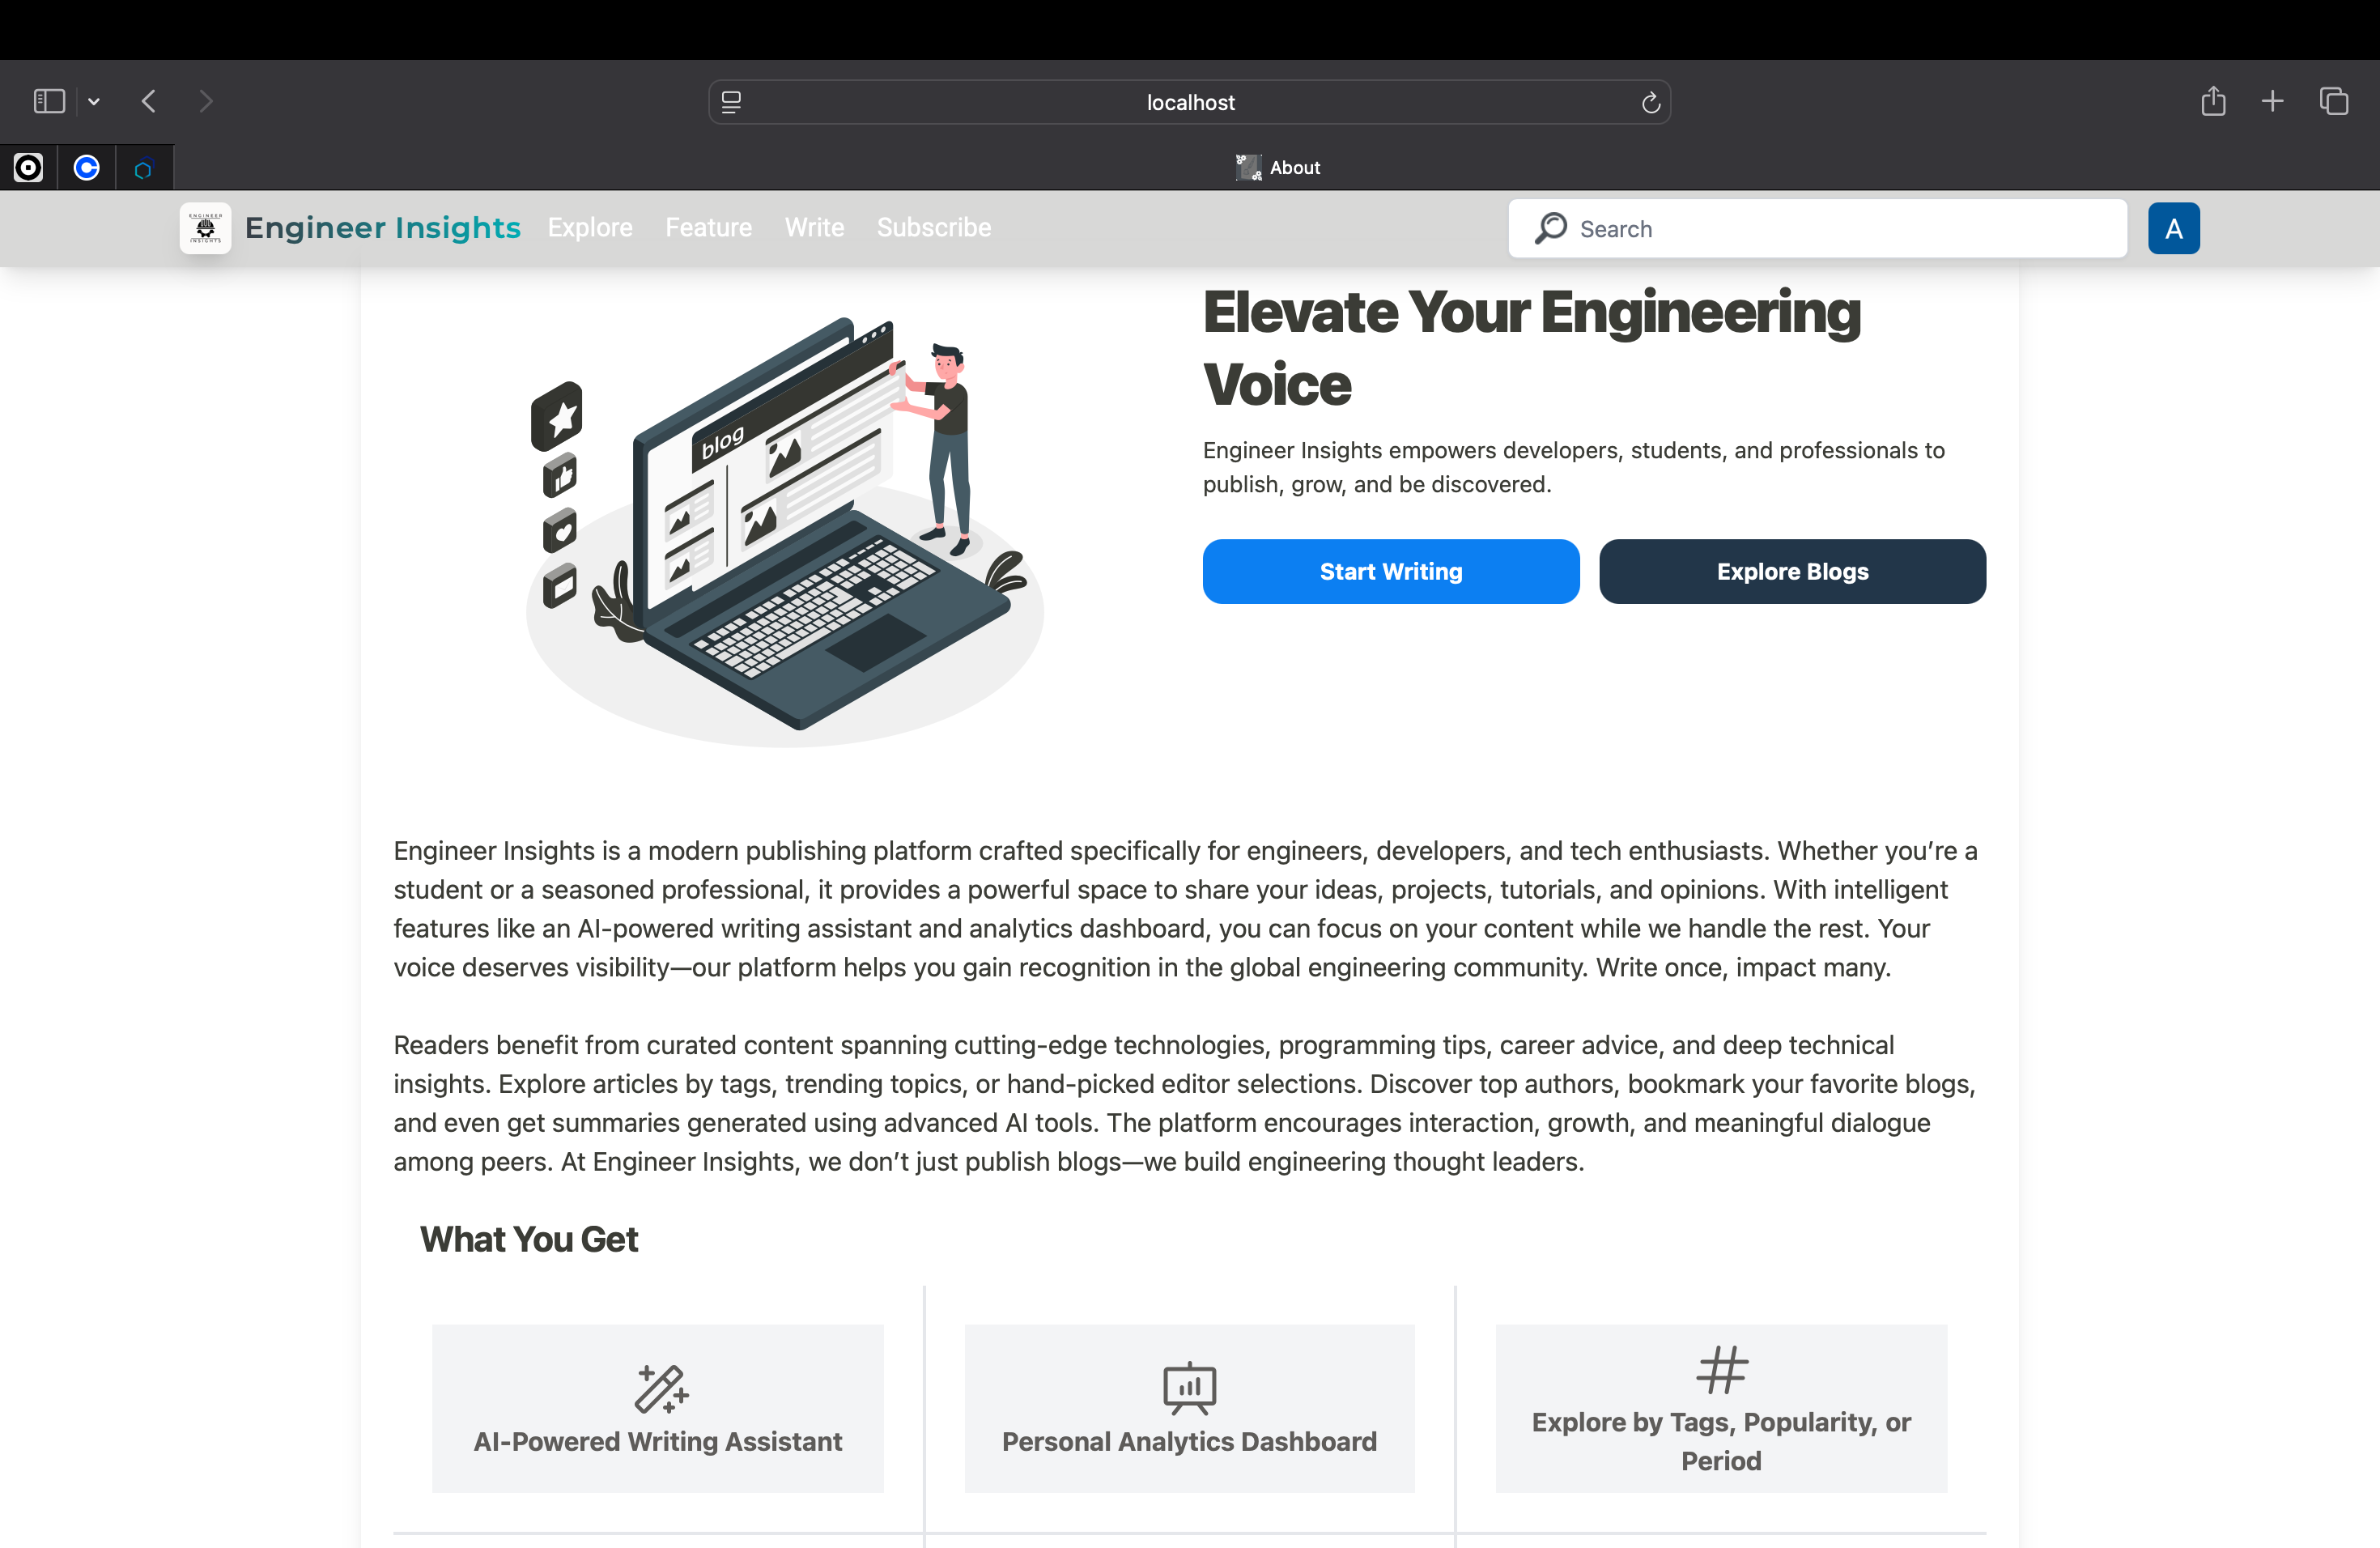 localhost
About
ENGINEER
INSIGHTS
Engineer Insights
Explore
Feature
Write
Subscribe
Search
A
blog
Elevate Your Engineering
Voice
Engineer Insights empowers developers, students, and professionals to
publish, grow, and be discovered.
Start Writing
Explore Blogs
Engineer Insights is a modern publishing platform crafted specifically for engineers, developers, and tech enthusiasts. Whether you’re a
student or a seasoned professional, it provides a powerful space to share your ideas, projects, tutorials, and opinions. With intelligent
features like an AI-powered writing assistant and analytics dashboard, you can focus on your content while we handle the rest. Your
voice deserves visibility—our platform helps you gain recognition in the global engineering community. Write once, impact many.
Readers benefit from curated content spanning cutting-edge technologies, programming tips, career advice, and deep technical
insights. Explore articles by tags, trending topics, or hand-picked editor selections. Discover top authors, bookmark your favorite blogs,
and even get summaries generated using advanced AI tools. The platform encourages interaction, growth, and meaningful dialogue
among peers. At Engineer Insights, we don’t just publish blogs—we build engineering thought leaders.
What You Get
AI-Powered Writing Assistant
Personal Analytics Dashboard
Explore by Tags, Popularity, or
Period